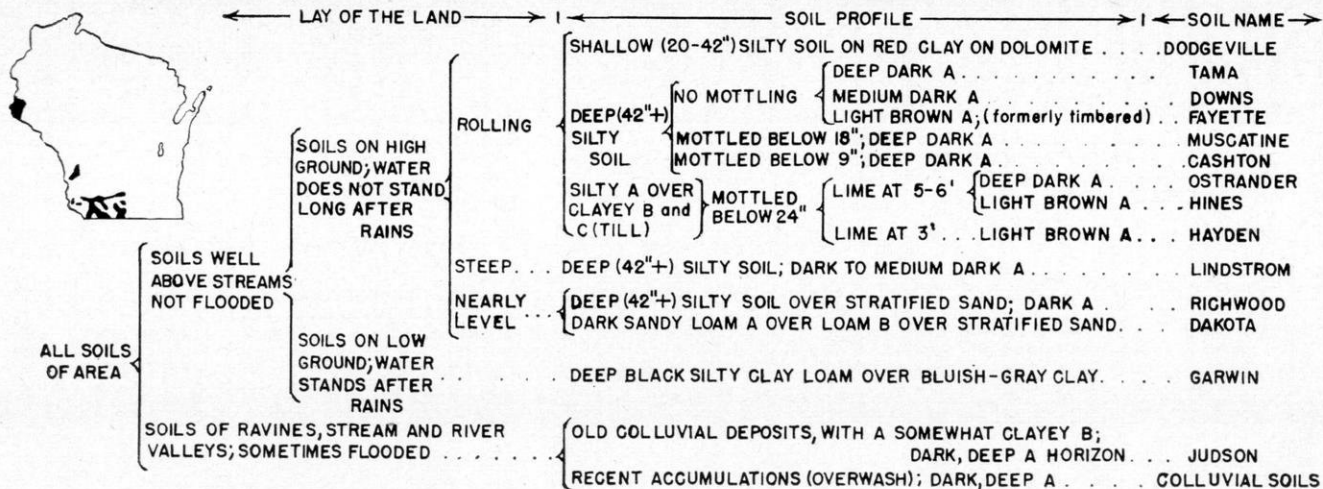 LAY OF THE LAND SOIL PROFILE SOIL NAME
SHALLOW (20-42") SILTY SOIL ON RED CLAY ON DOLOMITE . . . . DODGEVILLE
DEEP DARK A . . . . . . . . . TAMA
NO MOTTLING MEDIUM DARK A . . . . . . . . . DOWNS
ROLLING DEEP (42"+) LIGHT BROWN A; (formerly timbered) . FAYETTE
SILTY MOTTLED BELOW 18"; DEEP DARK A . . . . . . . MUSCATINE
SOIL MOTTLED BELOW 9"; DEEP DARK A . . . . . . . CASHTON
SOILS ON HIGH
GROUND; WATER
DOES NOT STAND
LONG AFTER
RAINS
SILTY A OVER
CLAYEY B and
C (TILL)
MOTTLED
BELOW 24"
LIME AT 5-6' DEEP DARK A . . . . OSTRANDER
LIGHT BROWN A . . . HINES
LIME AT 3' . . . LIGHT BROWN A . . . HAYDEN
SOILS WELL
ABOVE STREAMS
NOT FLOODED
STEEP . . . DEEP (42"+) SILTY SOIL; DARK TO MEDIUM DARK A . . . . . . . LINDSTROM
NEARLY
LEVEL
DEEP (42"+) SILTY SOIL OVER STRATIFIED SAND; DARK A . . . . RICHWOOD
DARK SANDY LOAM A OVER LOAM B OVER STRATIFIED SAND . . . DAKOTA
ALL SOILS
OF AREA
SOILS ON LOW
GROUND; WATER
STANDS AFTER
RAINS
DEEP BLACK SILTY CLAY LOAM OVER BLUISH-GRAY CLAY . . . . GARWIN
SOILS OF RAVINES, STREAM AND RIVER
VALLEYS; SOMETIMES FLOODED . . . . . . .
OLD COLLUVIAL DEPOSITS, WITH A SOMEWHAT CLAYEY B;
DARK, DEEP A HORIZON . . . JUDSON
RECENT ACCUMULATIONS (OVERWASH); DARK, DEEP A . . . . COLLUVIAL SOILS